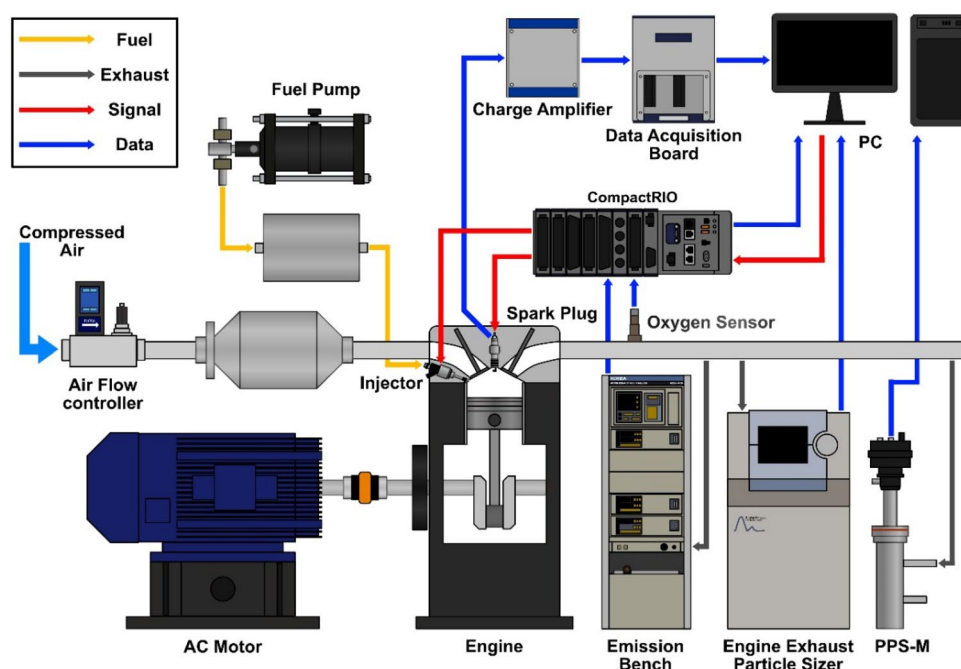 Fuel
Exhaust
Signal
Data
Fuel Pump
Charge Amplifier
Data Acquisition
Board
PC
CompactRIO
Compressed
Air
Spark Plug
Oxygen Sensor
Air Flow
controller
Injector
AC Motor
Engine
Emission
Bench
Engine Exhaust
Particle Sizer
PPS-M